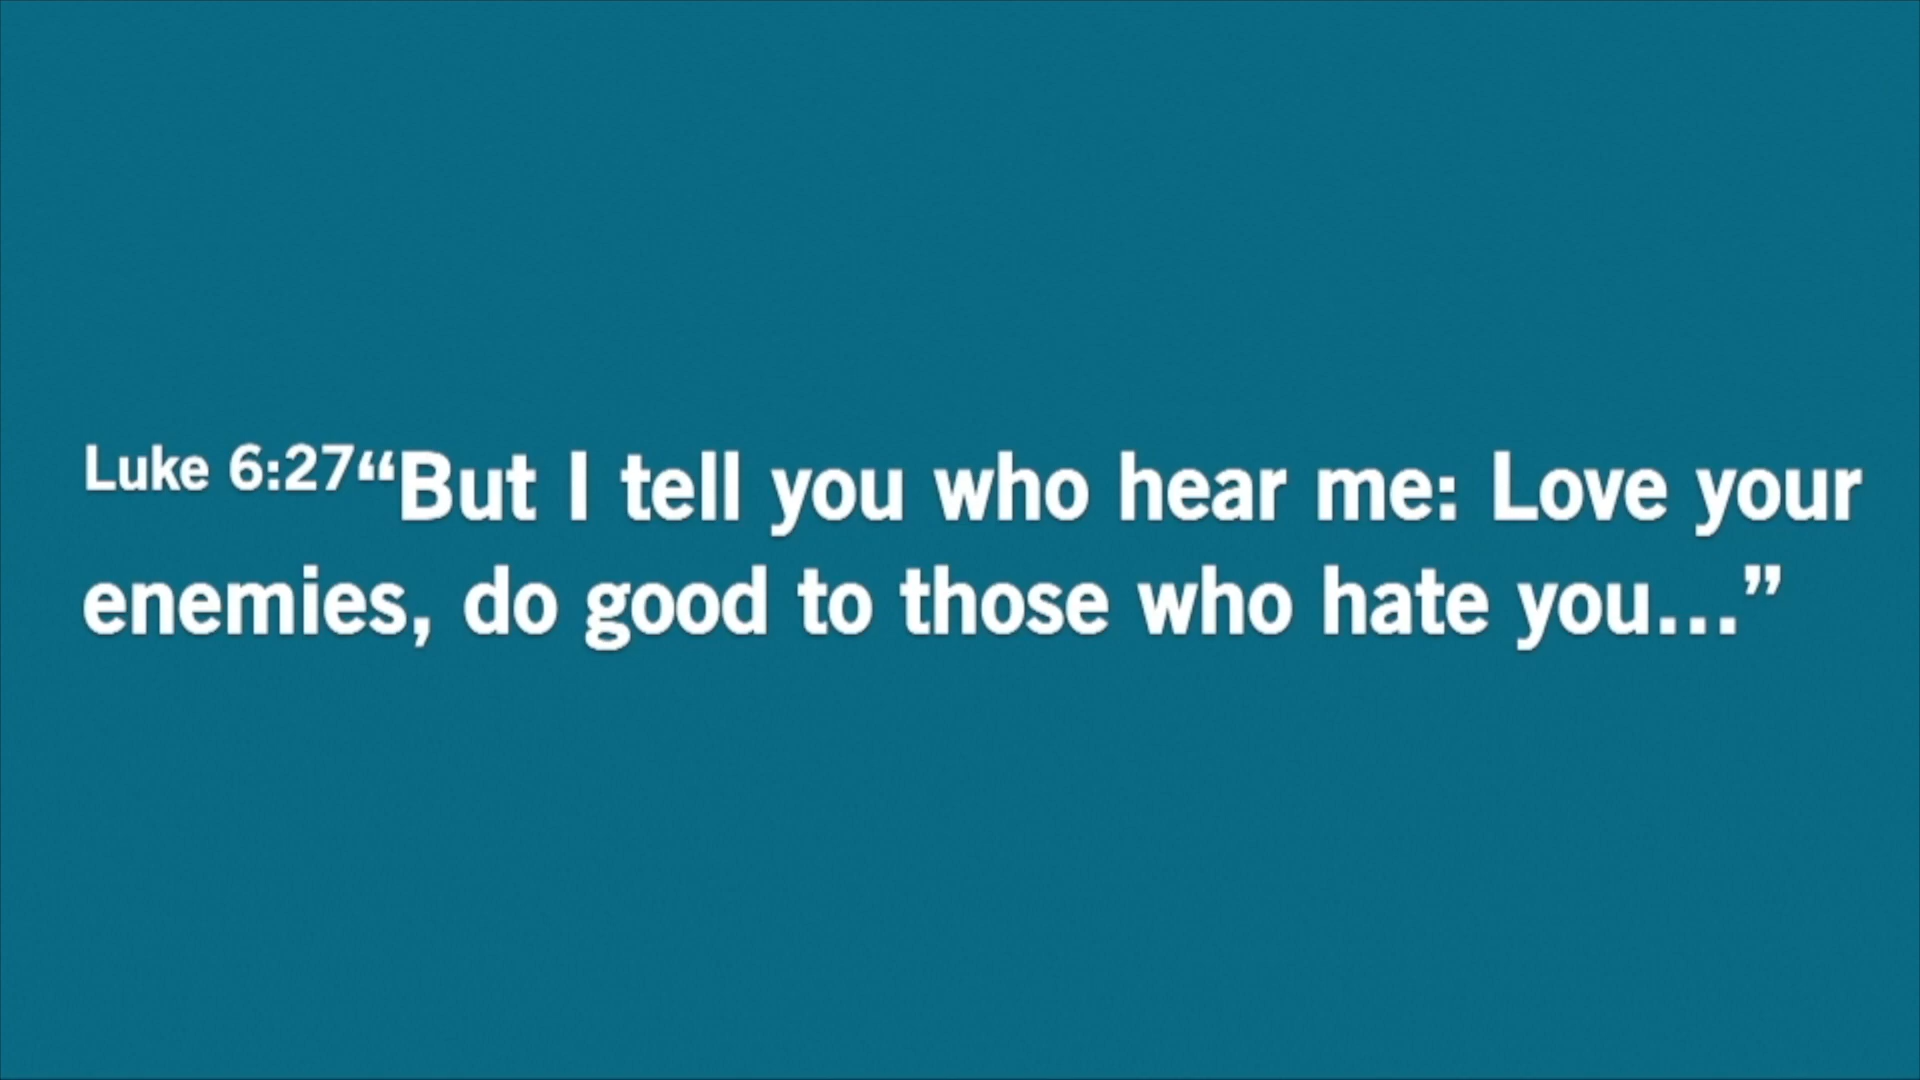 Luke 6:27“But I tell you who hear me: Love your
enemies, do good to those who hate you...”